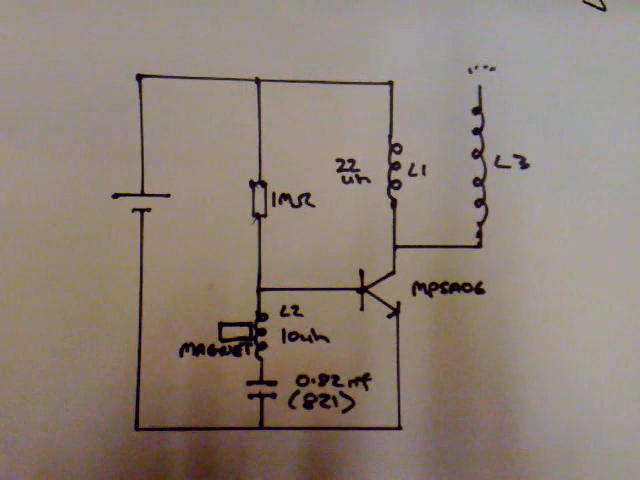 22
uh
L1
L3
1MΩ
MPSA06
L2
10uh
MAGNET
0.82nf
(821)